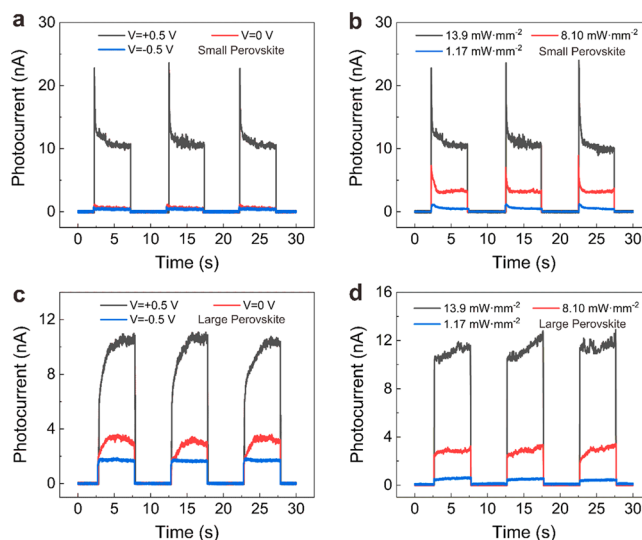 a
V=+0.5 V
V=0 V
V=-0.5 V
Small Perovskite
Photocurrent (nA)
30
20
10
0
0 5 10 15 20 25 30
Time (s)
b
13.9 mW·mm⁻²
8.10 mW·mm⁻²
1.17 mW·mm⁻²
Small Perovskite
Photocurrent (nA)
30
20
10
0
0 5 10 15 20 25 30
Time (s)
c
V=+0.5 V
V=0 V
V=-0.5 V
Large Perovskite
Photocurrent (nA)
12
8
4
0
0 5 10 15 20 25 30
Time (s)
d
13.9 mW·mm⁻²
8.10 mW·mm⁻²
1.17 mW·mm⁻²
Large Perovskite
Photocurrent (nA)
16
12
8
4
0
0 5 10 15 20 25 30
Time (s)